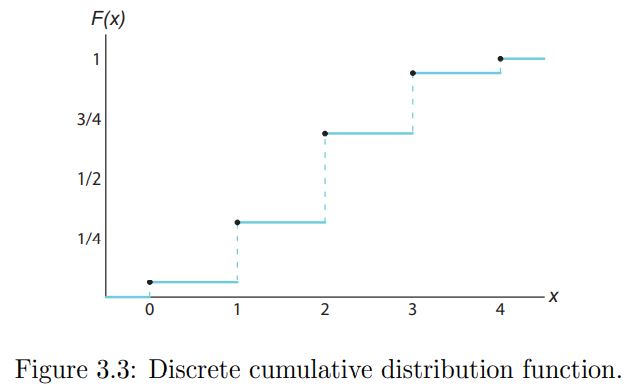 F(x)
1
3/4
1/2
1/4
0 1 2 3 4 x
Figure 3.3: Discrete cumulative distribution function.